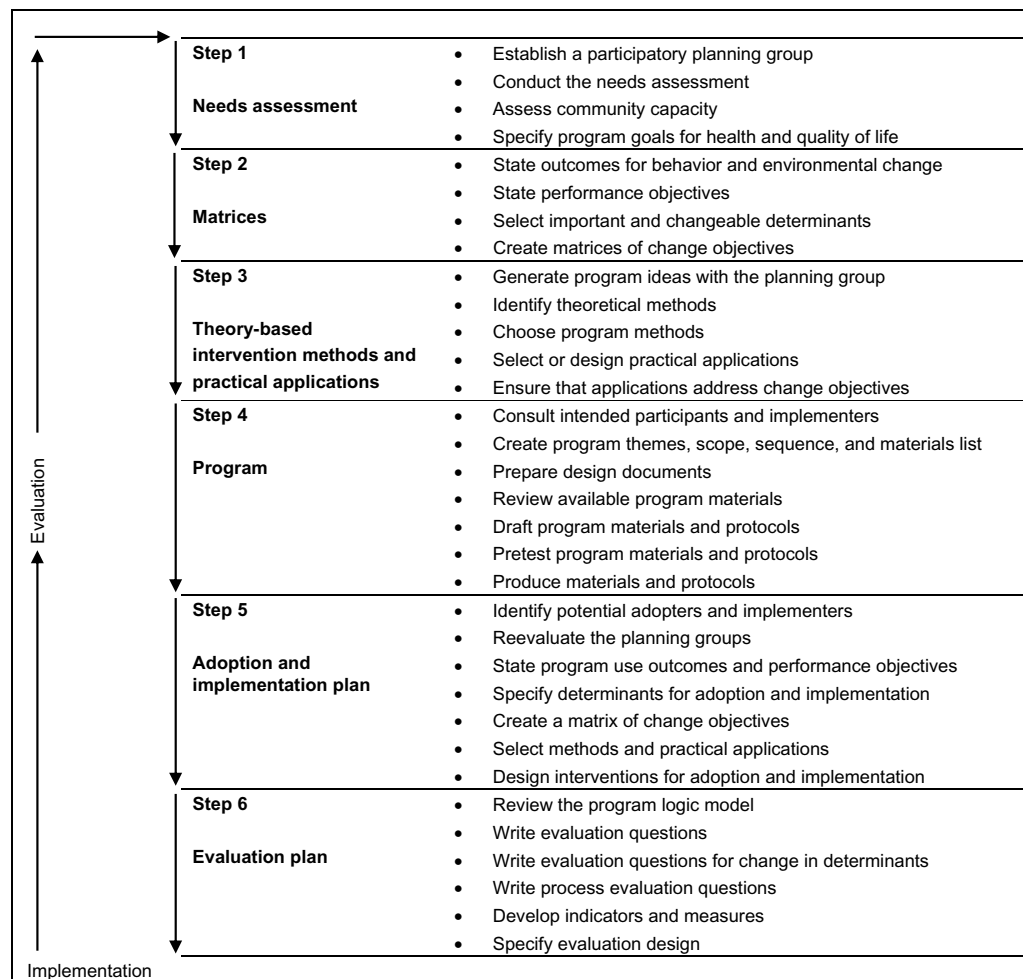 Step 1
• Establish a participatory planning group
• Conduct the needs assessment
Needs assessment
• Assess community capacity
• Specify program goals for health and quality of life
Step 2
• State outcomes for behavior and environmental change
• State performance objectives
Matrices
• Select important and changeable determinants
• Create matrices of change objectives
Step 3
• Generate program ideas with the planning group
• Identify theoretical methods
Theory-based
intervention methods and
practical applications
• Choose program methods
• Select or design practical applications
• Ensure that applications address change objectives
Step 4
• Consult intended participants and implementers
• Create program themes, scope, sequence, and materials list
Program
• Prepare design documents
• Review available program materials
• Draft program materials and protocols
• Pretest program materials and protocols
• Produce materials and protocols
Step 5
• Identify potential adopters and implementers
• Reevaluate the planning groups
Adoption and
implementation plan
• State program use outcomes and performance objectives
• Specify determinants for adoption and implementation
• Create a matrix of change objectives
• Select methods and practical applications
• Design interventions for adoption and implementation
Step 6
• Review the program logic model
• Write evaluation questions
Evaluation plan
• Write evaluation questions for change in determinants
• Write process evaluation questions
• Develop indicators and measures
• Specify evaluation design
Evaluation
Implementation